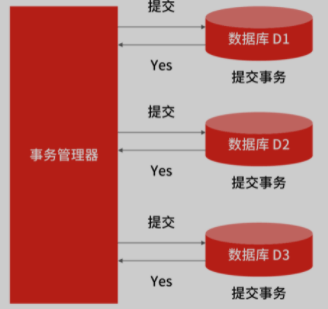 提交
数据库 D1
Yes
提交事务
提交
数据库 D2
事务管理器
Yes
提交事务
提交
数据库 D3
Yes
提交事务